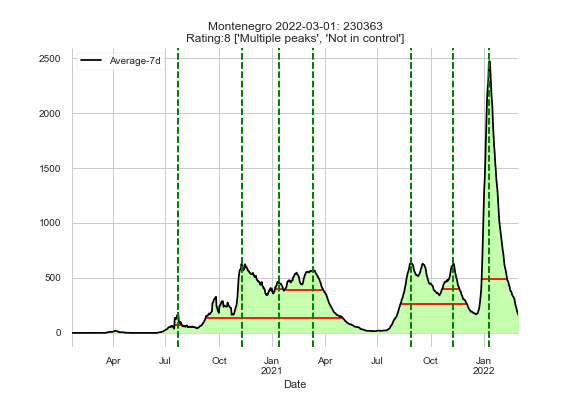 Montenegro 2022-03-01: 230363
Rating:8 ['Multiple peaks', 'Not in control']
Average-7d
2500
2000
1500
1000
500
0
Apr
Jul
Oct
Jan
2021
Apr
Jul
Oct
Jan
2022
Date